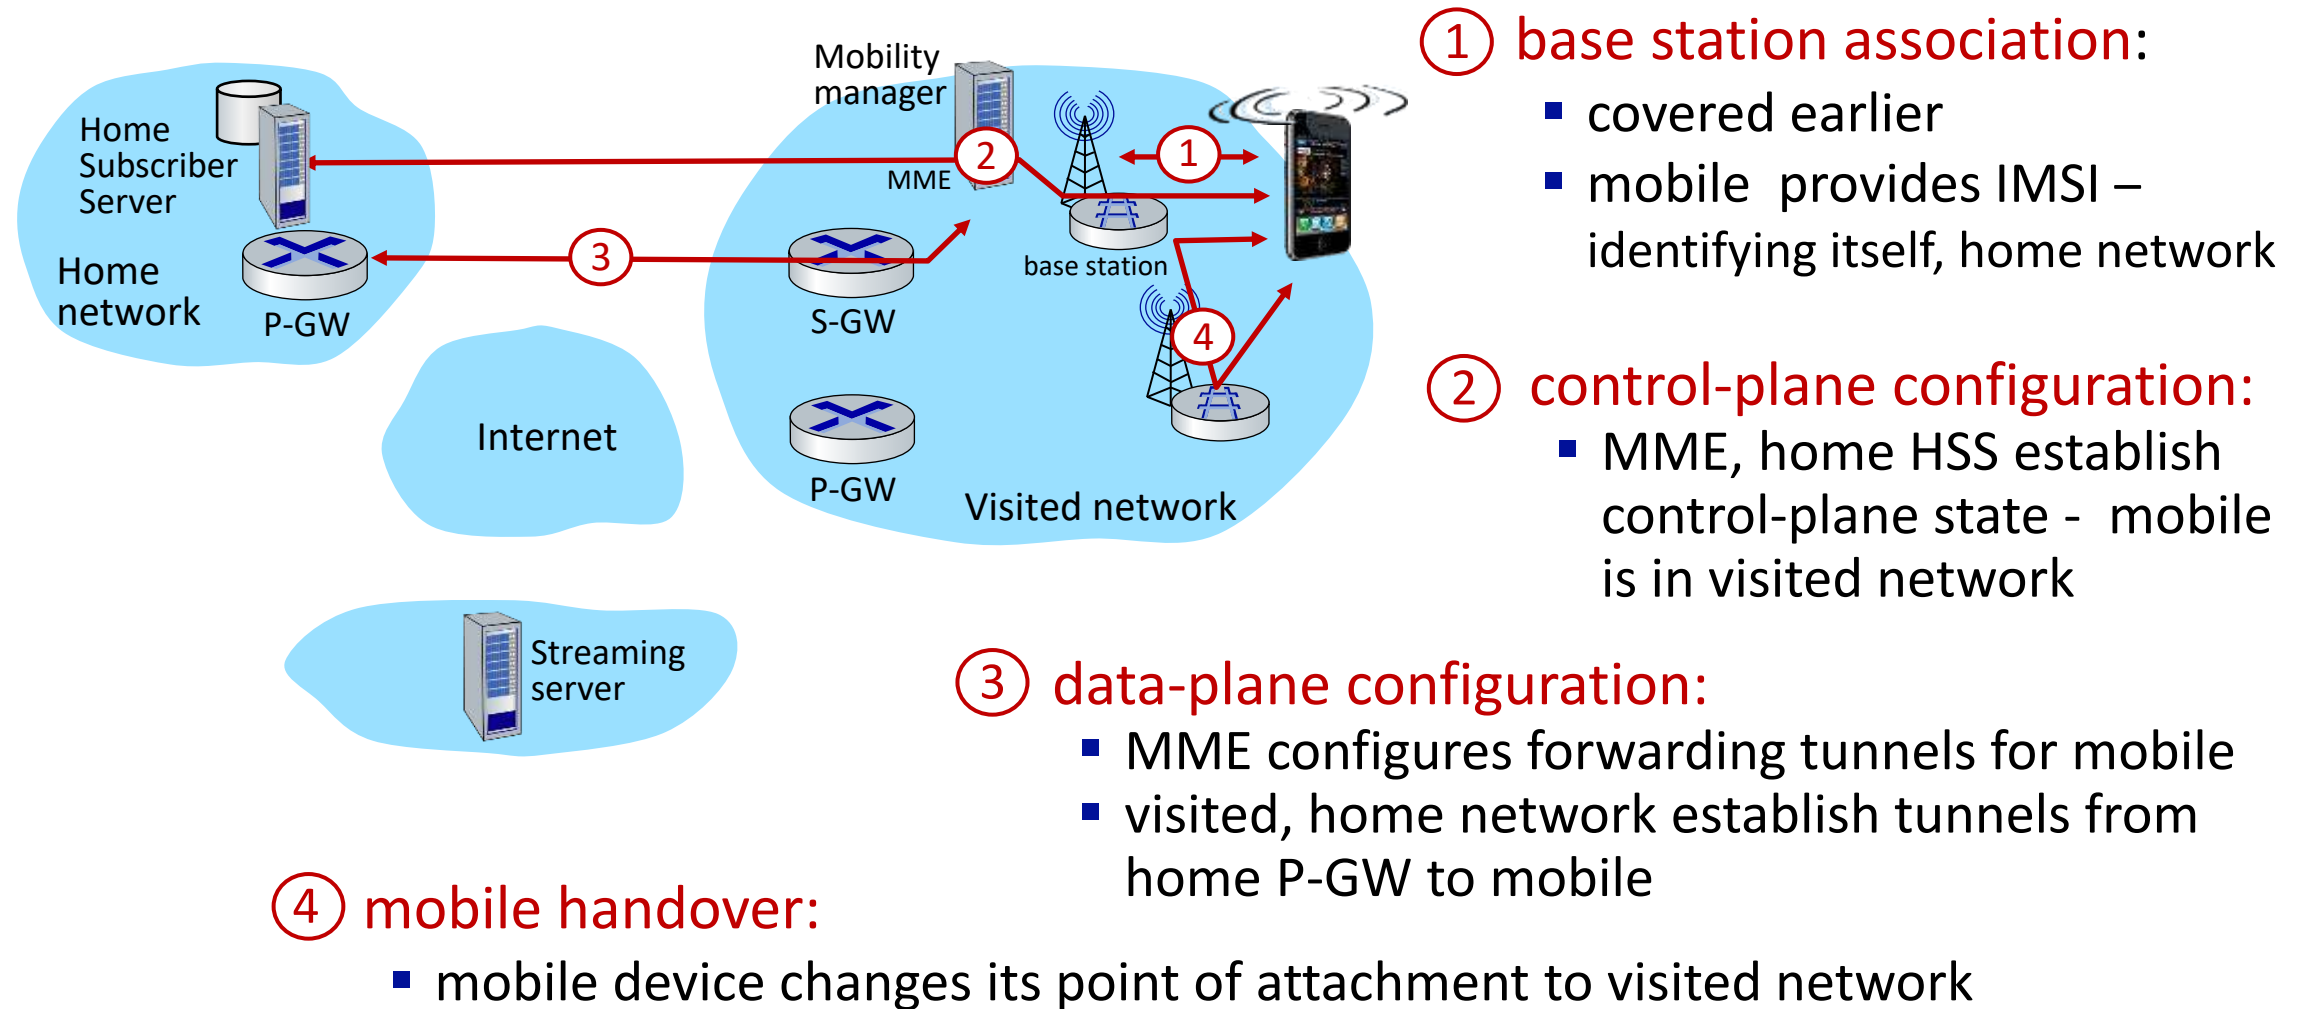 Mobility
manager
Home
Subscriber
Server
2
1
MME
3
base station
Home
network
P-GW
S-GW
4
Internet
P-GW
Visited network
Streaming
server
1 base station association:
▪ covered earlier
▪ mobile provides IMSI –
identifying itself, home network
2 control-plane configuration:
▪ MME, home HSS establish
control-plane state - mobile
is in visited network
3 data-plane configuration:
▪ MME configures forwarding tunnels for mobile
▪ visited, home network establish tunnels from
home P-GW to mobile
4 mobile handover:
▪ mobile device changes its point of attachment to visited network